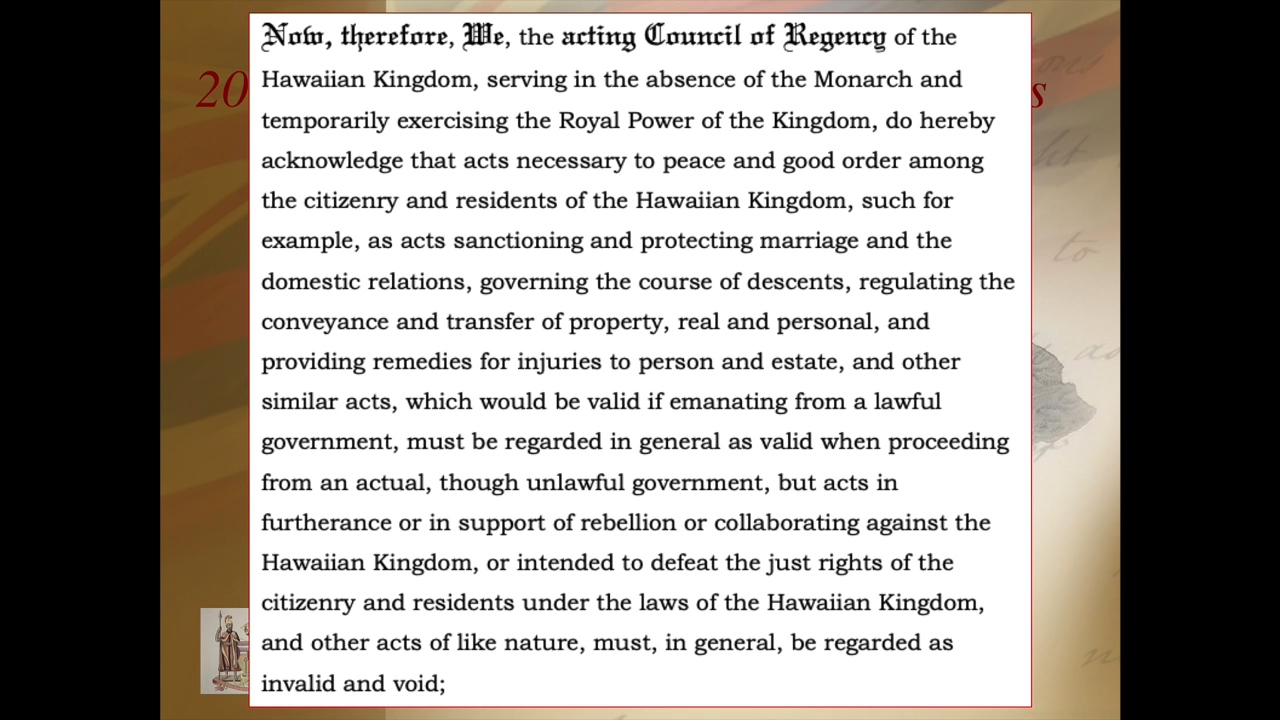 Now, therefore, We, the acting Council of Regency of the
Hawaiian Kingdom, serving in the absence of the Monarch and
temporarily exercising the Royal Power of the Kingdom, do hereby
acknowledge that acts necessary to peace and good order among
the citizenry and residents of the Hawaiian Kingdom, such for
example, as acts sanctioning and protecting marriage and the
domestic relations, governing the course of descents, regulating the
conveyance and transfer of property, real and personal, and
providing remedies for injuries to person and estate, and other
similar acts, which would be valid if emanating from a lawful
government, must be regarded in general as valid when proceeding
from an actual, though unlawful government, but acts in
furtherance or in support of rebellion or collaborating against the
Hawaiian Kingdom, or intended to defeat the just rights of the
citizenry and residents under the laws of the Hawaiian Kingdom,
and other acts of like nature, must, in general, be regarded as
invalid and void;
20
s
to